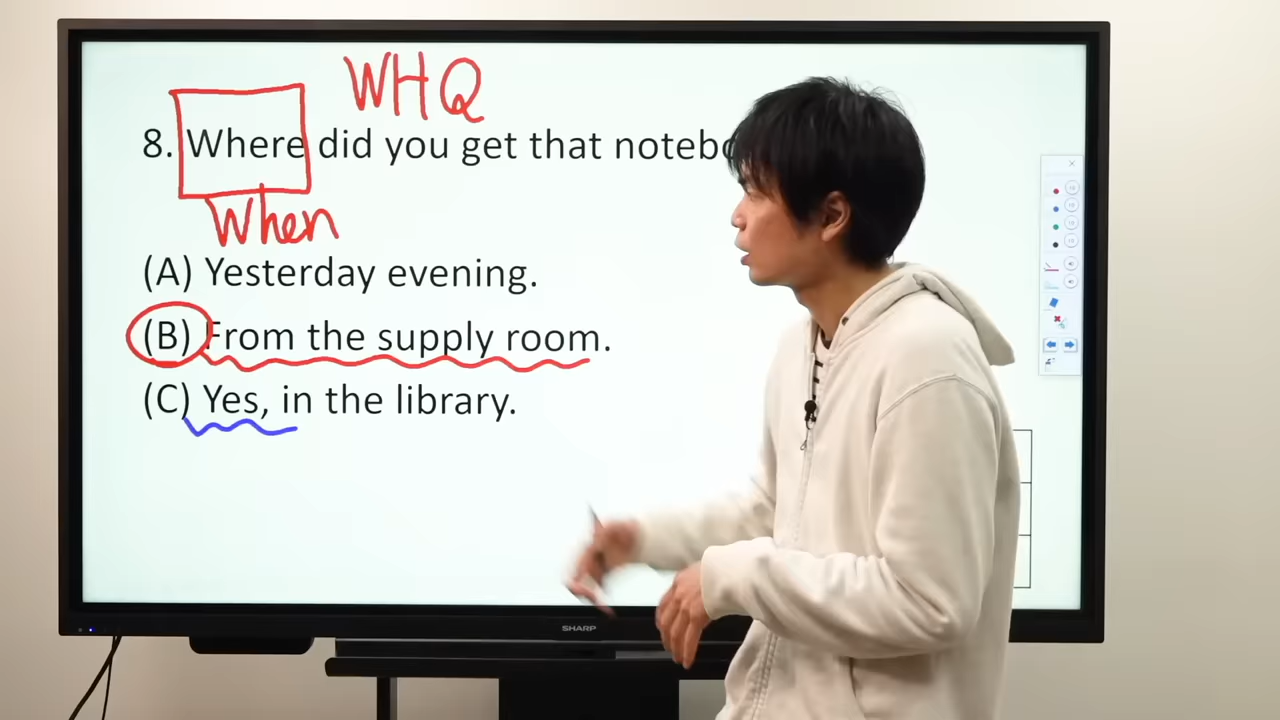 WHQ
8. Where did you get that noteb
When
(A) Yesterday evening.
(B) From the supply room.
(C) Yes, in the library.
SHARP